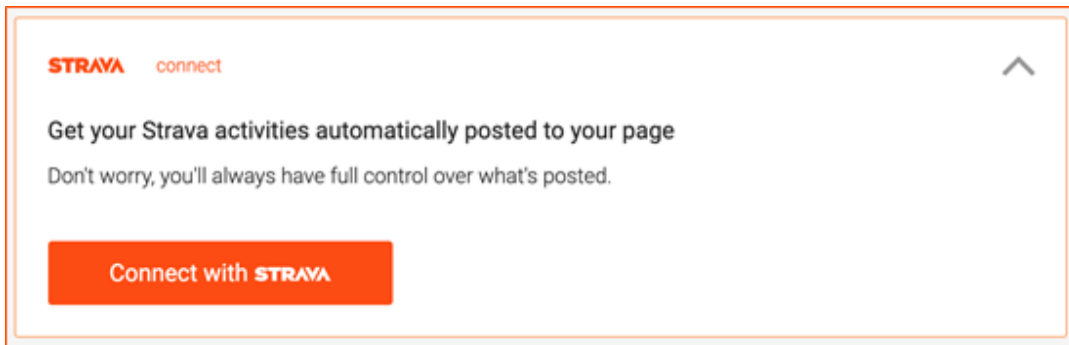 STRAVA connect
Get your Strava activities automatically posted to your page
Don't worry, you'll always have full control over what's posted.
Connect with STRAVA